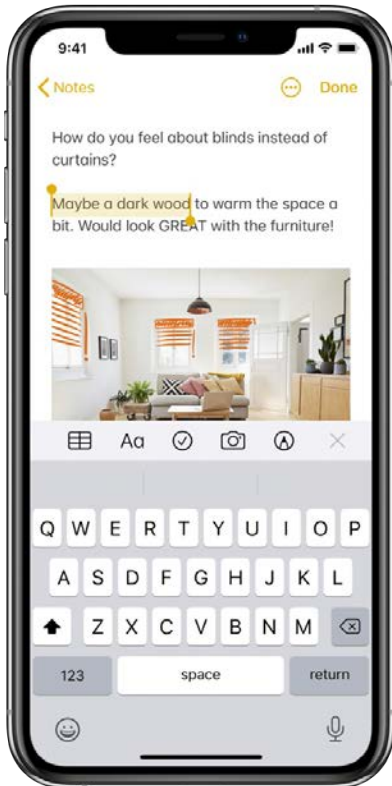 9:41
Notes
Done
How do you feel about blinds instead of
curtains?
Maybe a dark wood to warm the space a
bit. Would look GREAT with the furniture!
Aa
Q W E R T Y U I O P
A S D F G H J K L
Z X C V B N M
123 space return